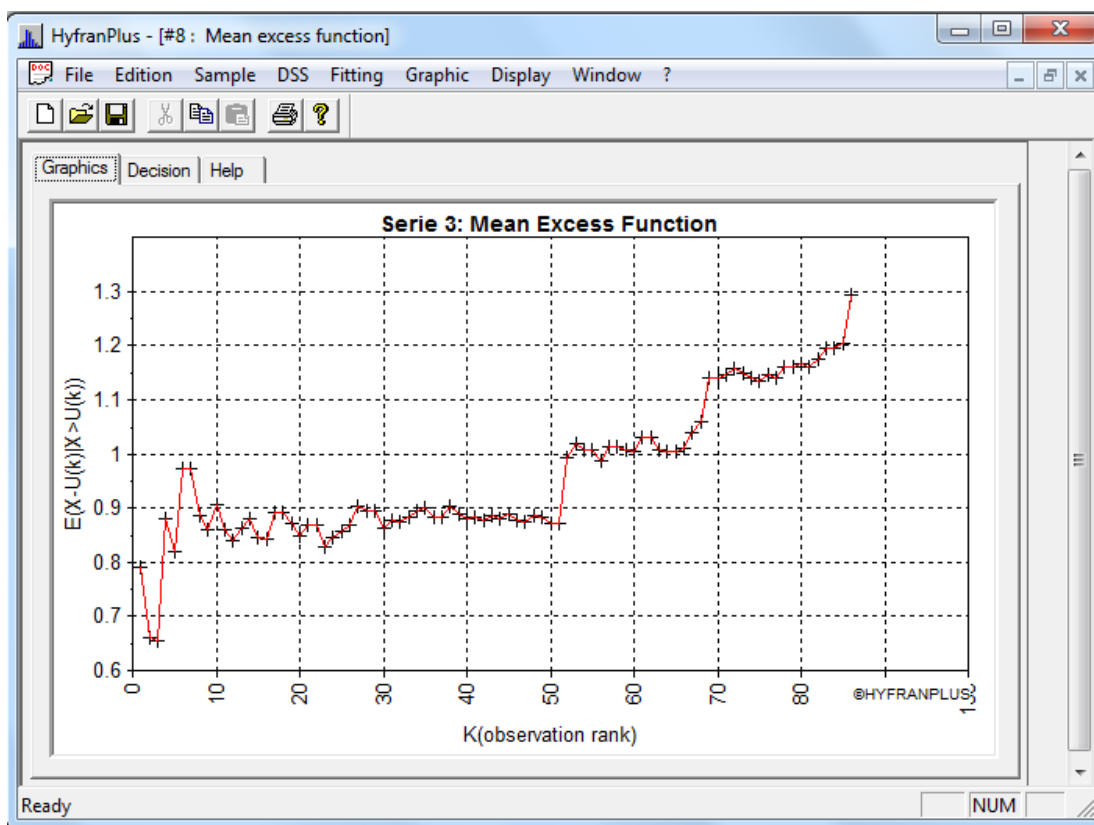 HyfranPlus - [#8 : Mean excess function]
File Edition Sample DSS Fitting Graphic Display Window ?
Graphics Decision Help
Serie 3: Mean Excess Function
E(X-U(k)|X>U(k))
1.3
1.2
1.1
1
0.9
0.8
0.7
0.6
0 10 20 30 40 50 60 70 80
©HYFRANPLUS
K(observation rank)
Ready NUM